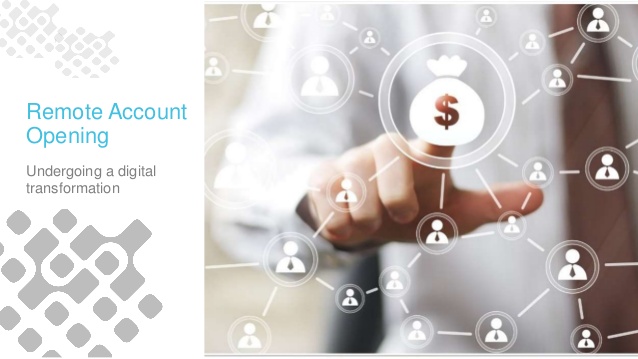 Remote Account
Opening
Undergoing a digital
transformation
$